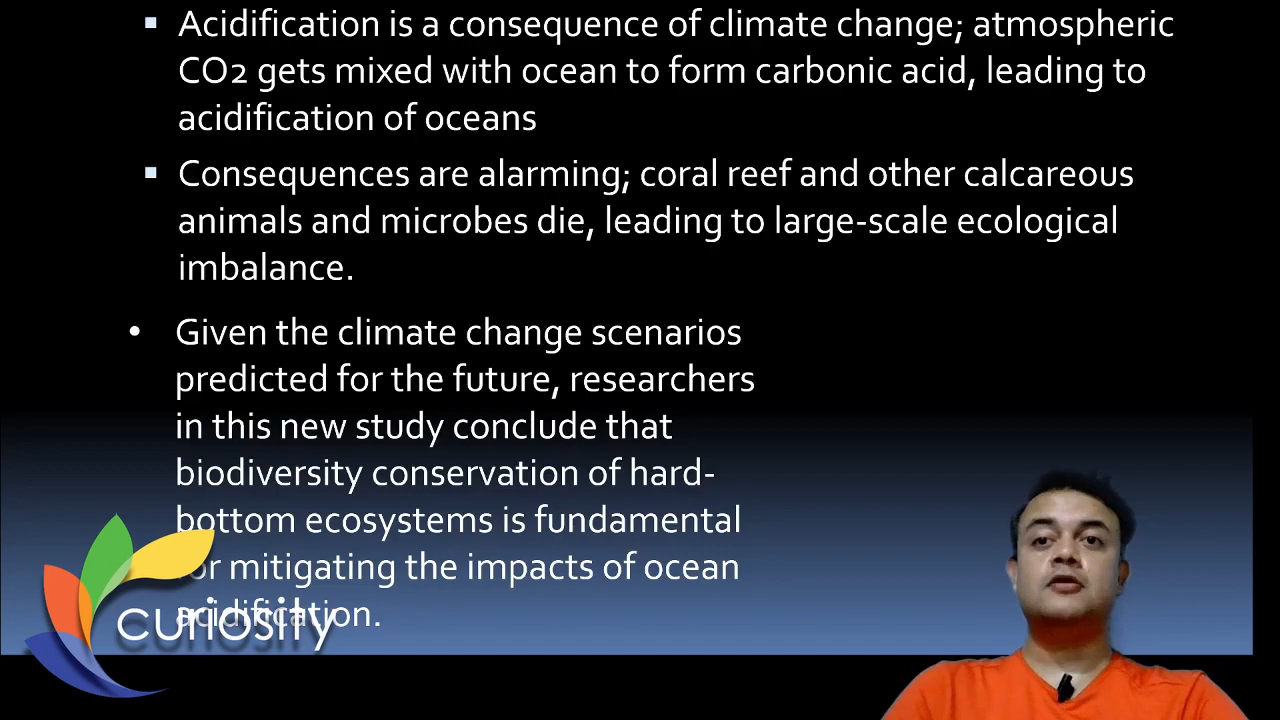 ▪ Acidification is a consequence of climate change; atmospheric
CO2 gets mixed with ocean to form carbonic acid, leading to
acidification of oceans
▪ Consequences are alarming; coral reef and other calcareous
animals and microbes die, leading to large-scale ecological
imbalance.
• Given the climate change scenarios
predicted for the future, researchers
in this new study conclude that
biodiversity conservation of hard-
bottom ecosystems is fundamental
for mitigating the impacts of ocean
acidification.
curiosity